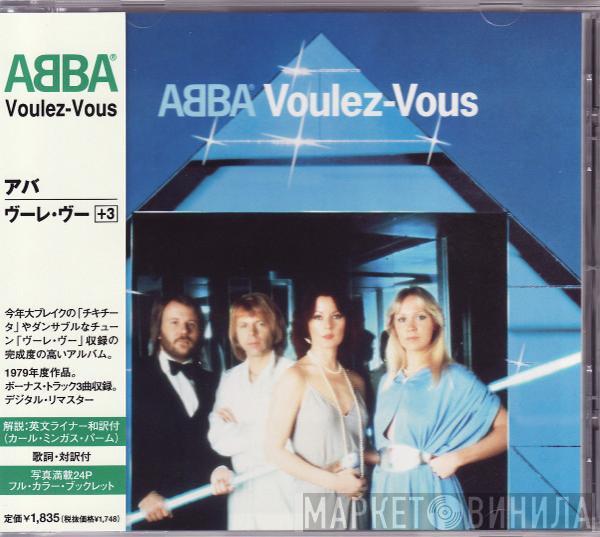 ABBA®
Voulez-Vous
アバ
ヴーレ・ヴー +3
今年大ブレイクの「チキチー
タ」やダンサブルなチュー
ン「ヴーレ・ヴー」収録の
完成度の高いアルバム。
1979年度作品。
ボーナス・トラック3曲収録。
デジタル・リマスター
解説:英文ライナー和訳付
(カール・ミンガス・パーム)
歌詞・対訳付
写真満載24P
フル・カラー・ブックレット
定価¥1,835(税抜価格¥1,748)
ABBA® Voulez-Vous
МАРКЕТ ВИНИЛА